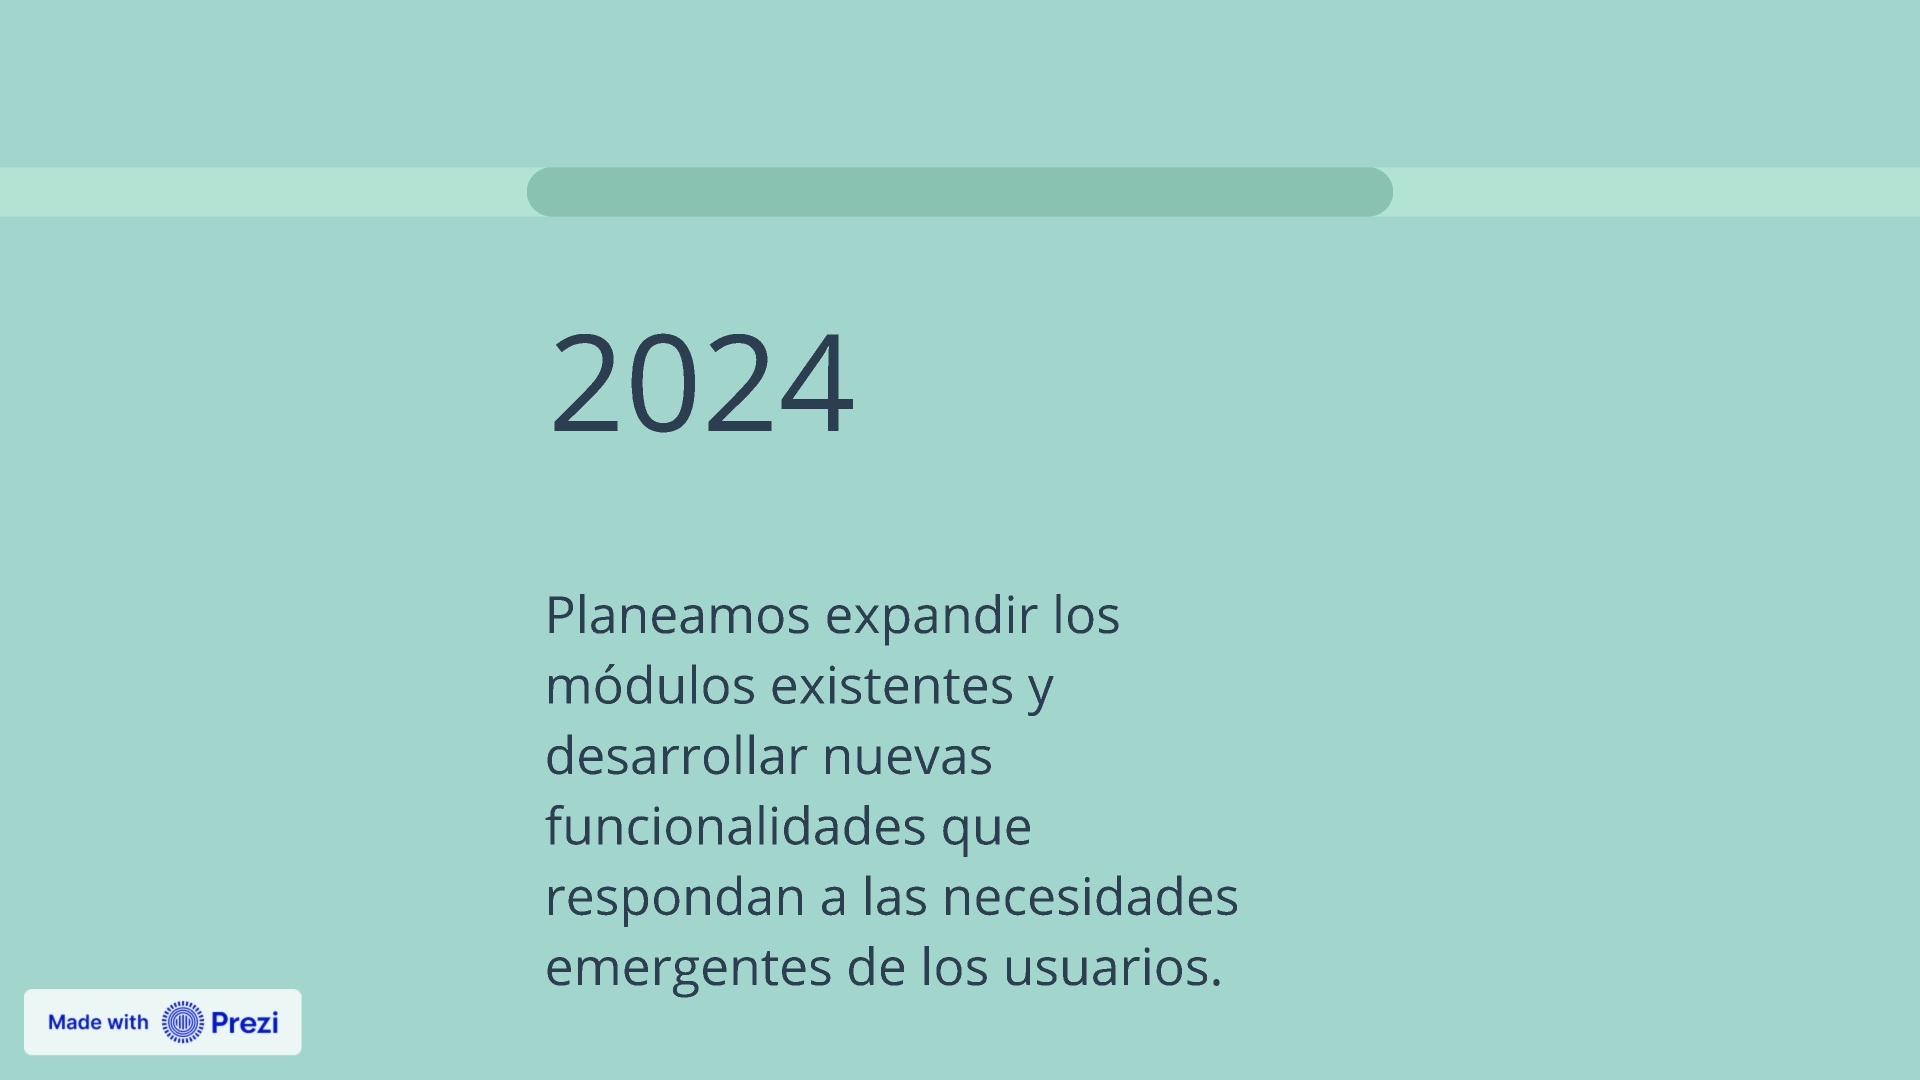 2024
Planeamos expandir los
módulos existentes y
desarrollar nuevas
funcionalidades que
respondan a las necesidades
emergentes de los usuarios.
Made with Prezi